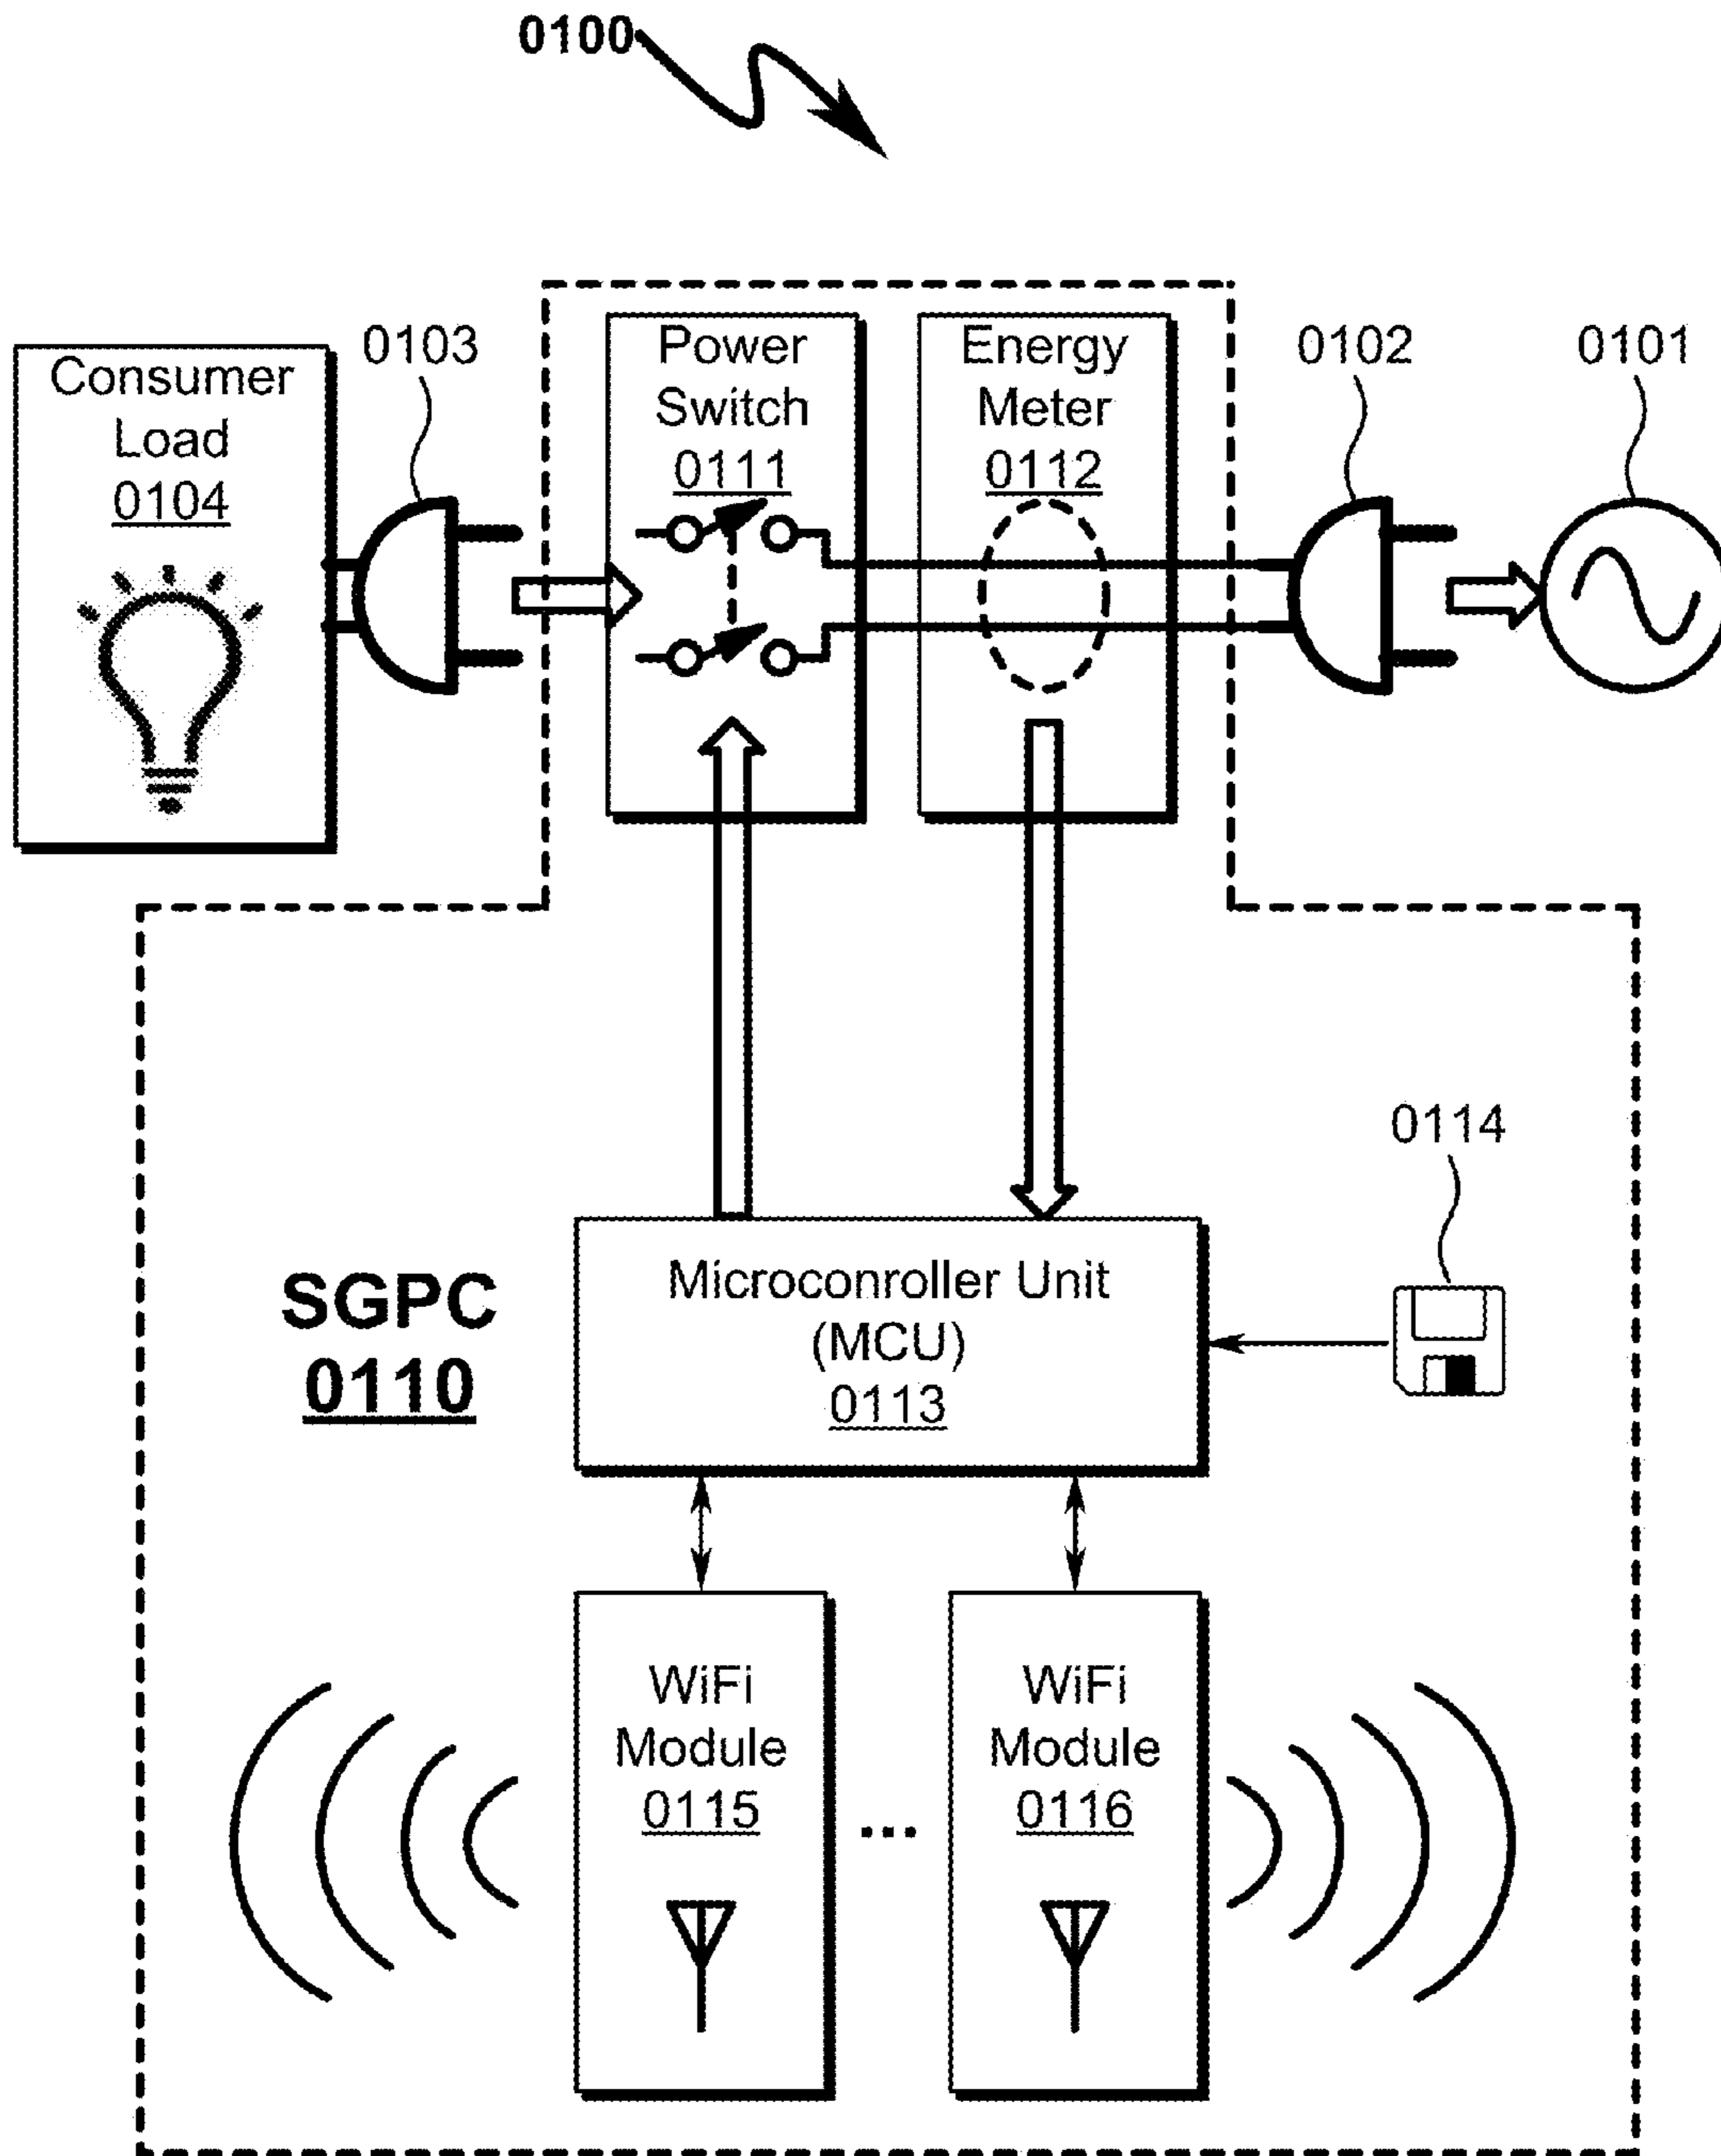 0100
Consumer
Load
0104
0103
Power
Switch
0111
Energy
Meter
0112
0102
0101
0114
SGPC
0110
Microconroller Unit
(MCU)
0113
WiFi
Module
0115
...
WiFi
Module
0116